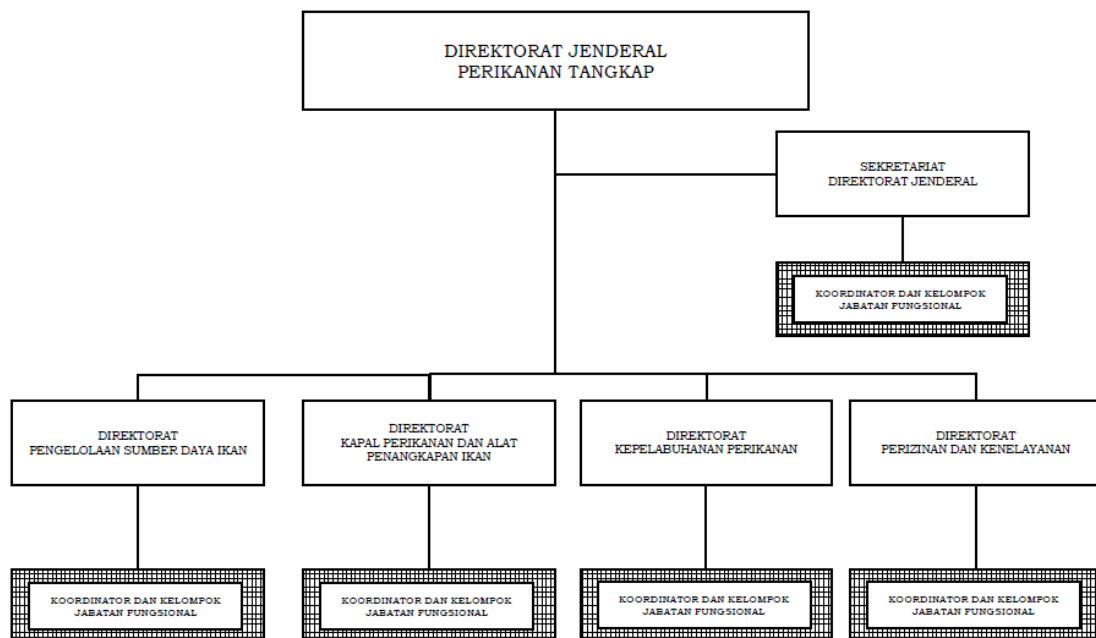 DIREKTORAT JENDERAL
PERIKANAN TANGKAP
SEKRETARIAT
DIREKTORAT JENDERAL
KOORDINATOR DAN KELOMPOK
JABATAN FUNGSIONAL
DIREKTORAT
PENGELOLAAN SUMBER DAYA IKAN
DIREKTORAT
KAPAL PERIKANAN DAN ALAT
PENANGKAPAN IKAN
DIREKTORAT
KEPELABUHANAN PERIKANAN
DIREKTORAT
PERIZINAN DAN KENELAYANAN
KOORDINATOR DAN KELOMPOK
JABATAN FUNGSIONAL
KOORDINATOR DAN KELOMPOK
JABATAN FUNGSIONAL
KOORDINATOR DAN KELOMPOK
JABATAN FUNGSIONAL
KOORDINATOR DAN KELOMPOK
JABATAN FUNGSIONAL